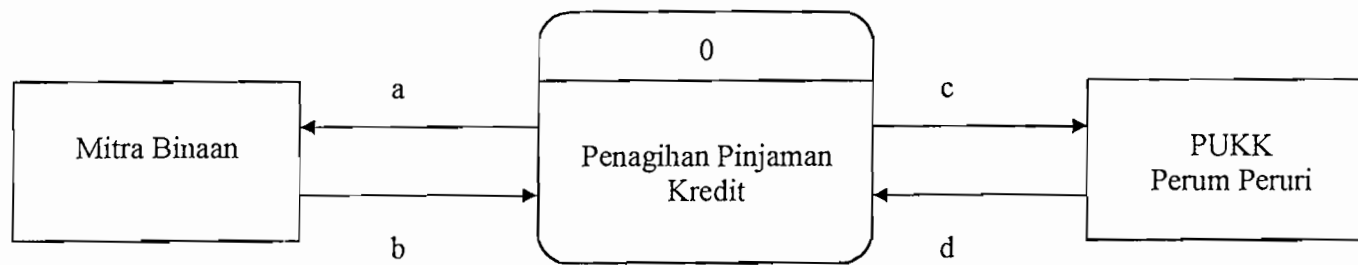 0
a
c
Mitra Binaan
Penagihan Pinjaman
Kredit
PUKK
Perum Peruri
b
d